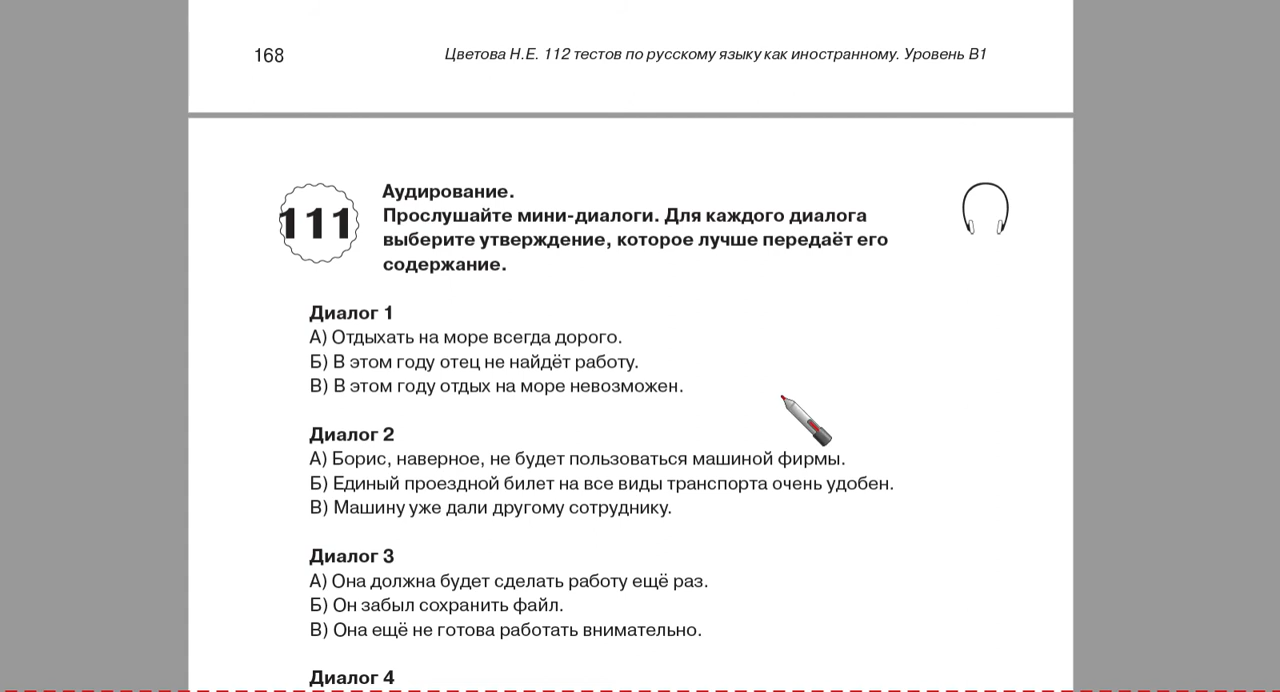 168
Цветова Н.Е. 112 тестов по русскому языку как иностранному. Уровень B1
111
Аудирование.
Прослушайте мини-диалоги. Для каждого диалога
выберите утверждение, которое лучше передаёт его
содержание.
Диалог 1
А) Отдыхать на море всегда дорого.
Б) В этом году отец не найдёт работу.
В) В этом году отдых на море невозможен.
Диалог 2
А) Борис, наверное, не будет пользоваться машиной фирмы.
Б) Единый проездной билет на все виды транспорта очень удобен.
В) Машину уже дали другому сотруднику.
Диалог 3
А) Она должна будет сделать работу ещё раз.
Б) Он забыл сохранить файл.
В) Она ещё не готова работать внимательно.
Диалог 4